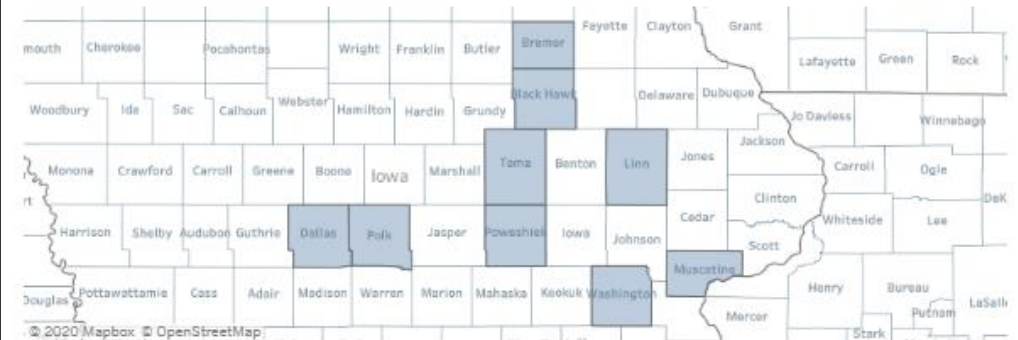 Fayette Clayton Grant
mouth Cherokee Pocahontas Wright Franklin Butler Bremer
Lafayette Green Rock
Woodbury Ida Sac Calhoun Webster Hamilton Hardin Grundy Black Hawk Delaware Dubuque
Jo Daviess Winnebago
Monona Crawford Carroll Greene Boone Iowa Marshall Tama Benton Linn Jones Jackson
Carroll Ogle
Clinton DeK
Harrison Shelby Audubon Guthrie Dallas Polk Jasper Poweshiek Iowa Johnson Cedar Scott
Whiteside Lee
Muscatine
Douglas Pottawattamie Cass Adair Madison Warren Marion Mahaska Keokuk Washington
Henry Bureau
Putnam LaSalle
Mercer
Stark
© 2020 Mapbox © OpenStreetMap